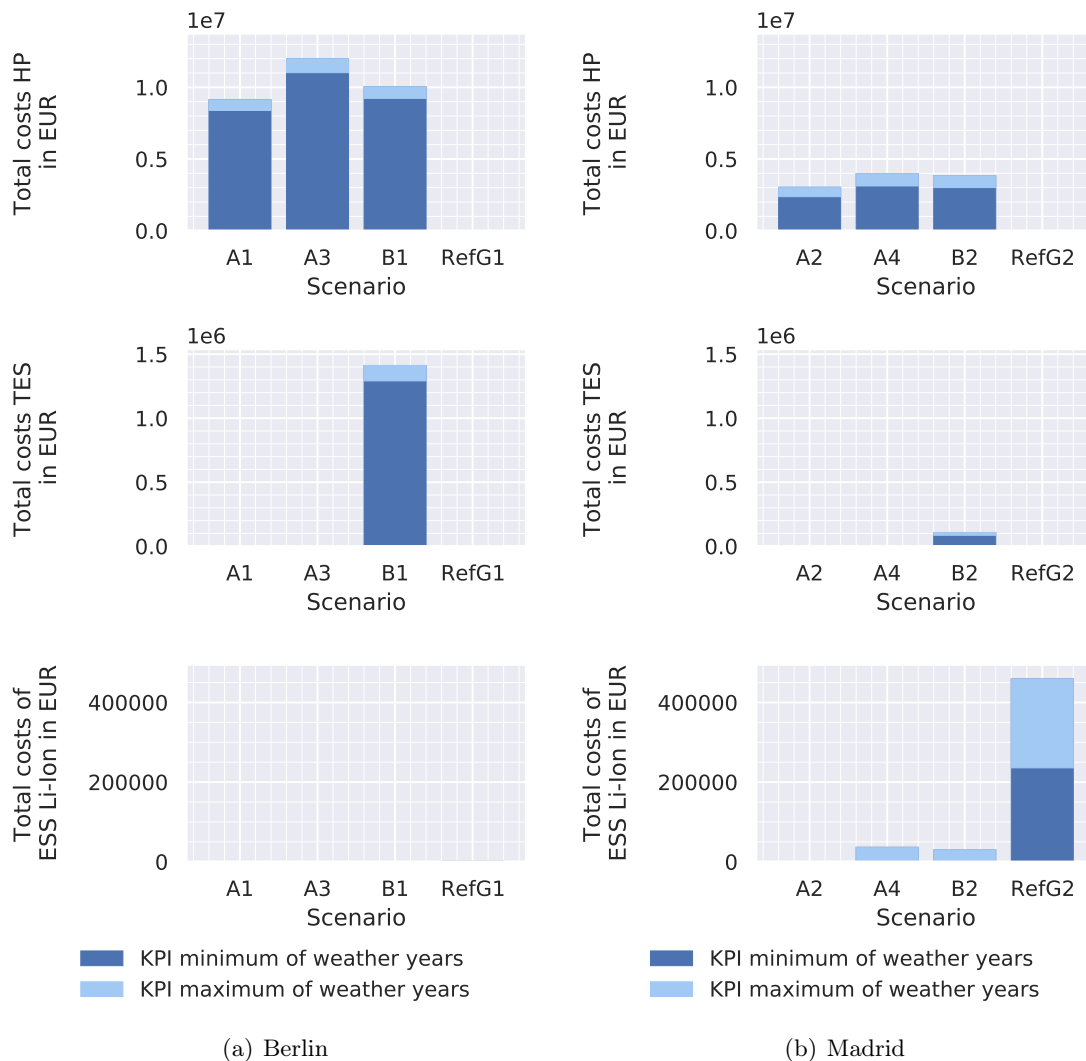 1e7
Total costs HP
in EUR
1.0
0.5
0.0
A1 A3 B1 RefG1
Scenario
1e7
Total costs HP
in EUR
1.0
0.5
0.0
A2 A4 B2 RefG2
Scenario
1e6
Total costs TES
in EUR
1.5
1.0
0.5
0.0
A1 A3 B1 RefG1
Scenario
1e6
Total costs TES
in EUR
1.5
1.0
0.5
0.0
A2 A4 B2 RefG2
Scenario
Total costs of
ESS Li-Ion in EUR
400000
200000
0
A1 A3 B1 RefG1
Scenario
Total costs of
ESS Li-Ion in EUR
400000
200000
0
A2 A4 B2 RefG2
Scenario
KPI minimum of weather years
KPI maximum of weather years
KPI minimum of weather years
KPI maximum of weather years
(a) Berlin
(b) Madrid